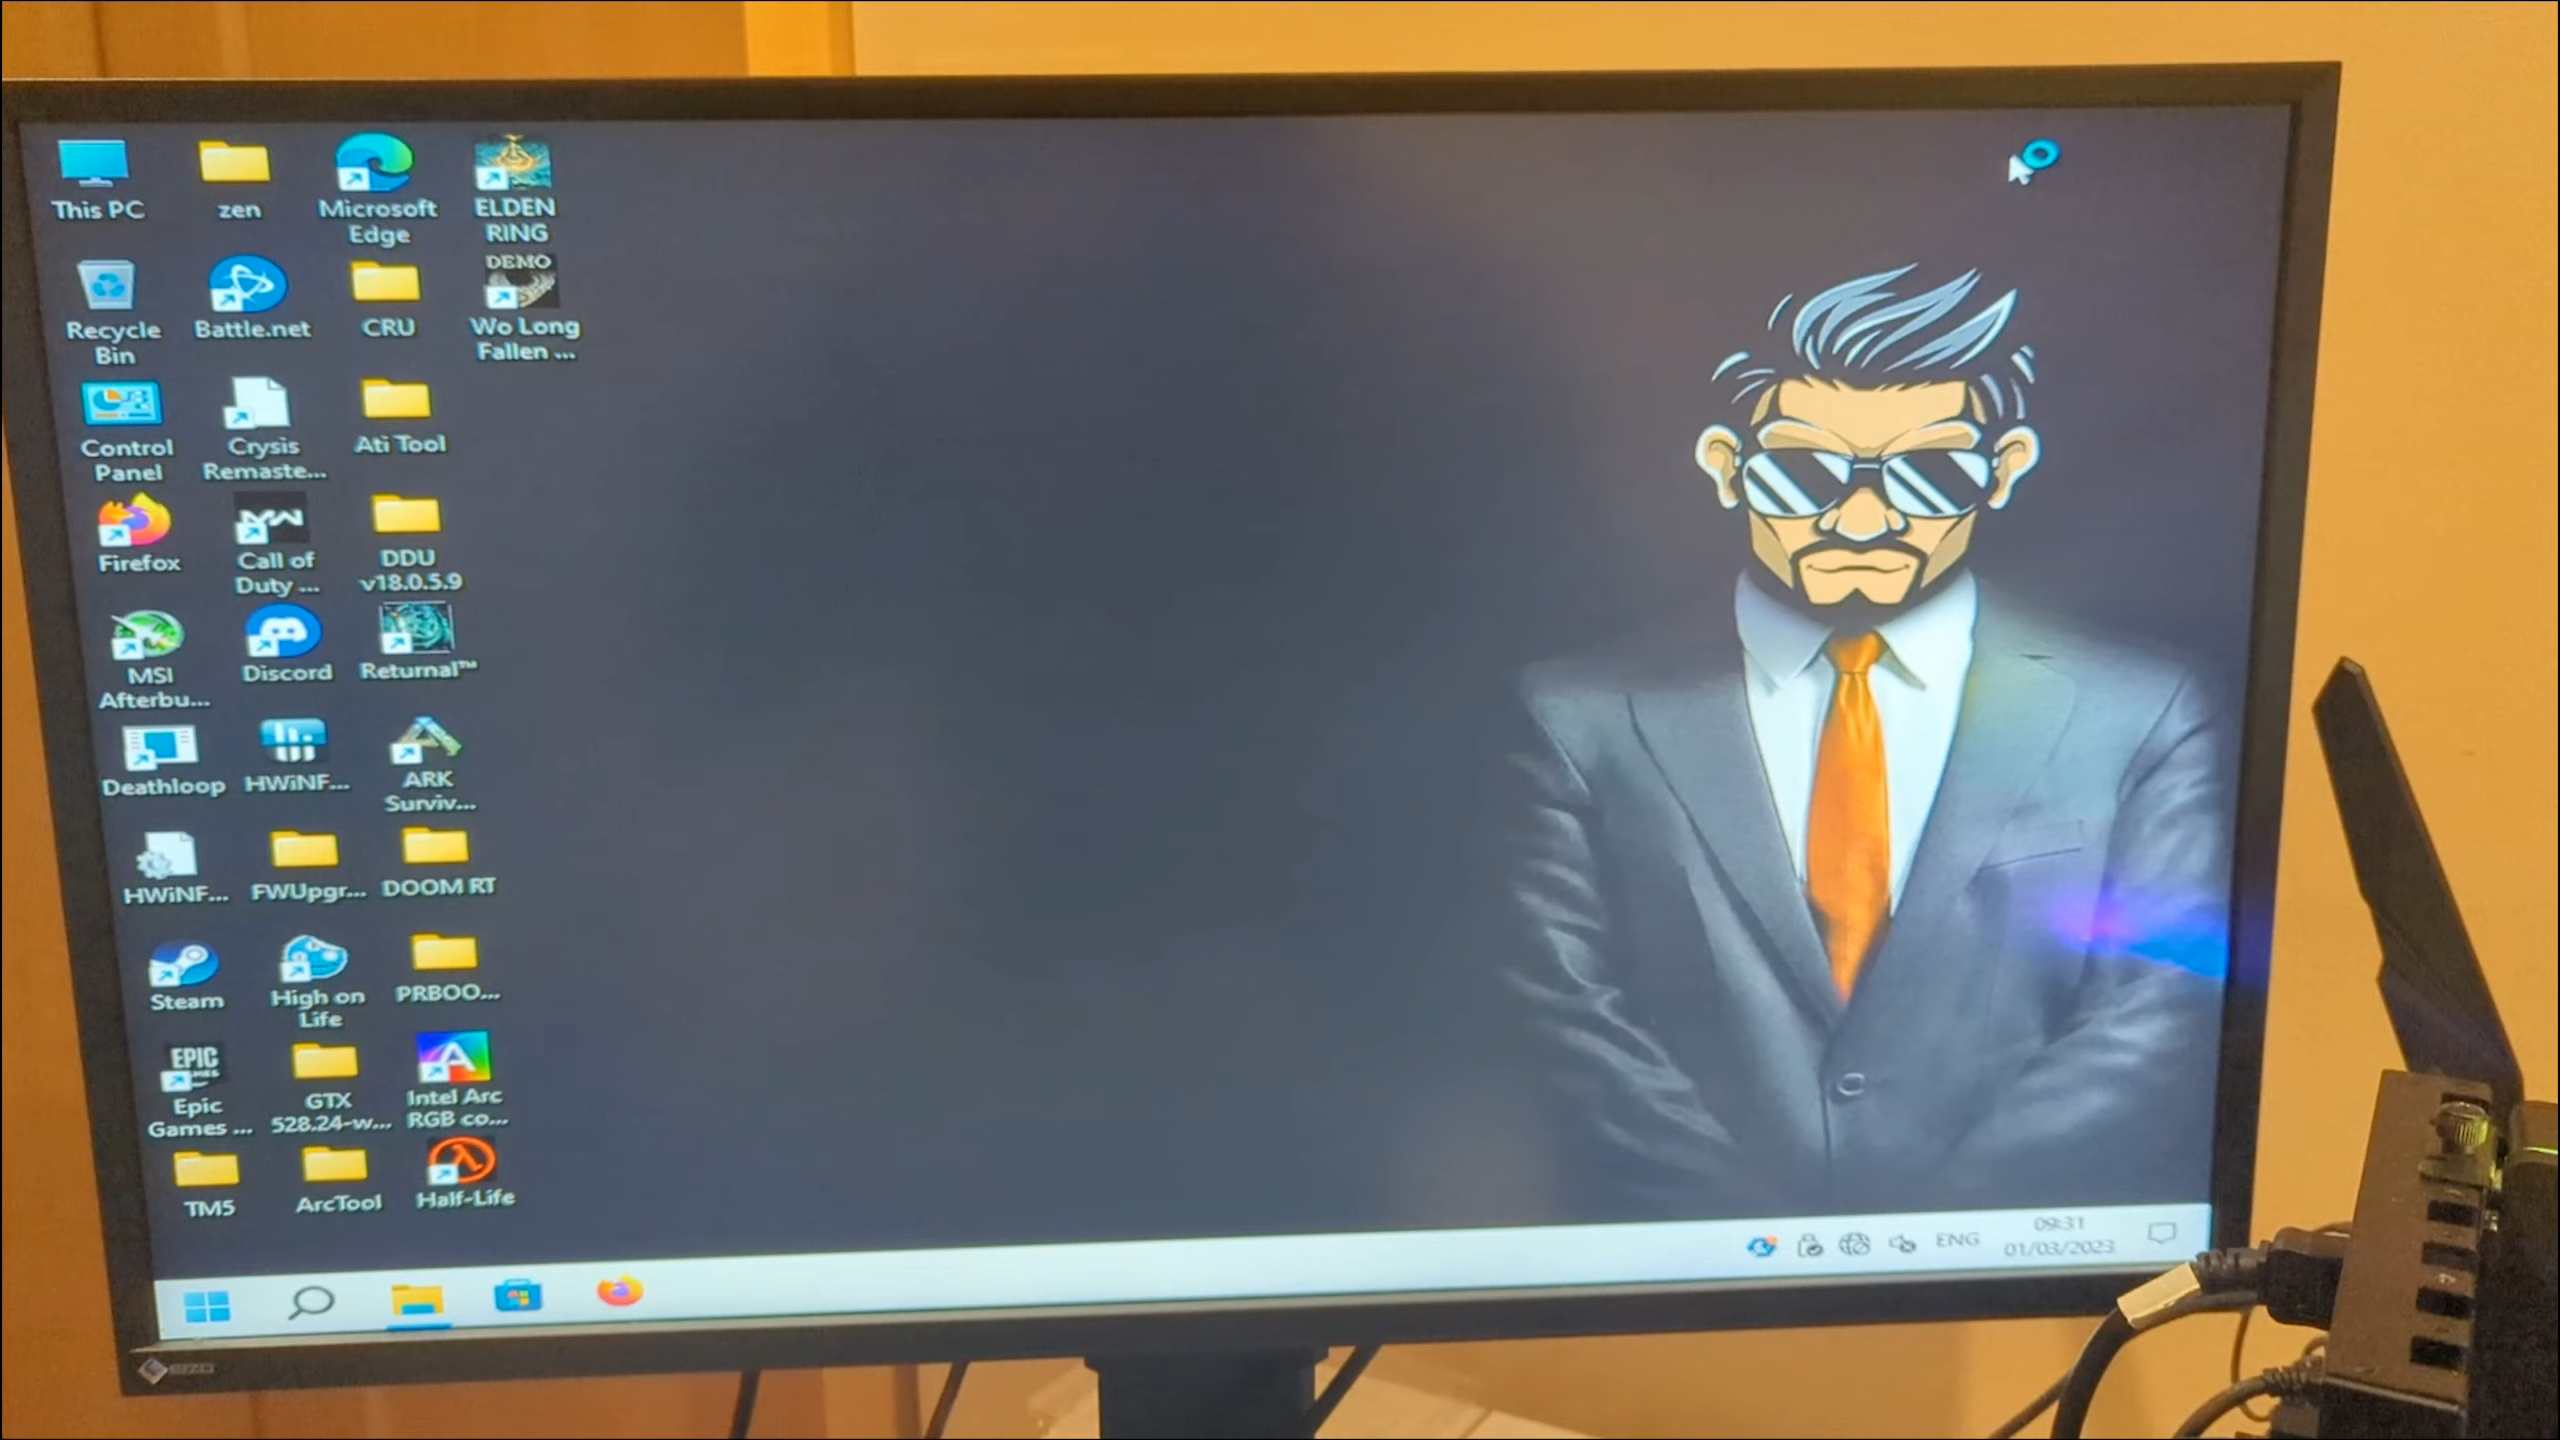 This PC
zen
Microsoft
Edge
ELDEN
RING
Recycle
Bin
Battle.net
CRU
DEMO
Wo Long
Fallen ...
Control
Panel
Crysis
Remaste...
Ati Tool
Firefox
Call of
Duty ...
DDU
v18.0.5.9
MSI
Afterbu...
Discord
Returnal™
Deathloop
HWiNF...
ARK
Surviv...
HWiNF...
FWUpgr...
DOOM RT
Steam
High on
Life
PRBOO...
EPIC
Epic
Games ...
GTX
528.24-w...
Intel Arc
RGB co...
TM5
ArcTool
Half-Life
ENG
09:31
01/03/2023
EIZO